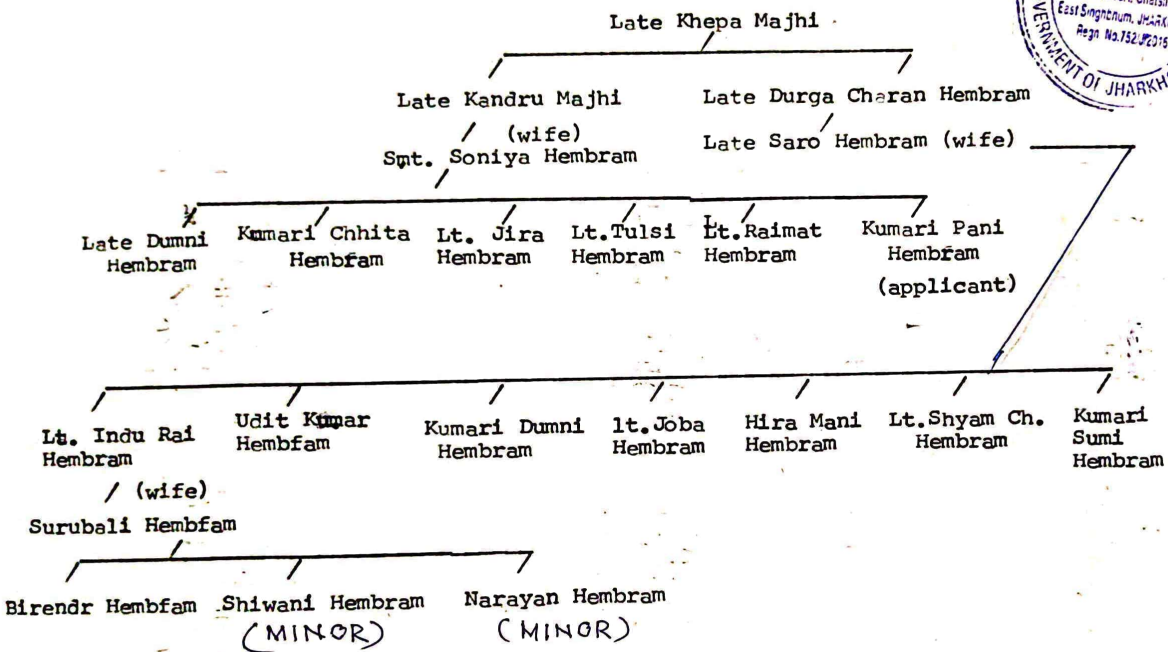 Late Khepa Majhi
East Singhbhum, JHARK
Regn No.752
VERNMENT OF JHARKH
Late Kandru Majhi
Late Durga Charan Hembram
(wife)
Smt. Soniya Hembram
Late Saro Hembram (wife)
Late Dumni
Hembram
Kumari Chhita
Hembfam
Lt. Jira
Hembram
Lt.Tulsi
Hembram
Lt.Raimat
Hembram
Kumari Pani
Hembfam
(applicant)
Lt. Indu Rai
Hembram
Udit Kumar
Hembfam
Kumari Dumni
Hembram
lt.Joba
Hembram
Hira Mani
Hembram
Lt.Shyam Ch.
Hembram
Kumari
Sumi
Hembram
(wife)
Surubali Hembfam
Birendr Hembfam
Shiwani Hembram
(MINOR)
Narayan Hembram
(MINOR)